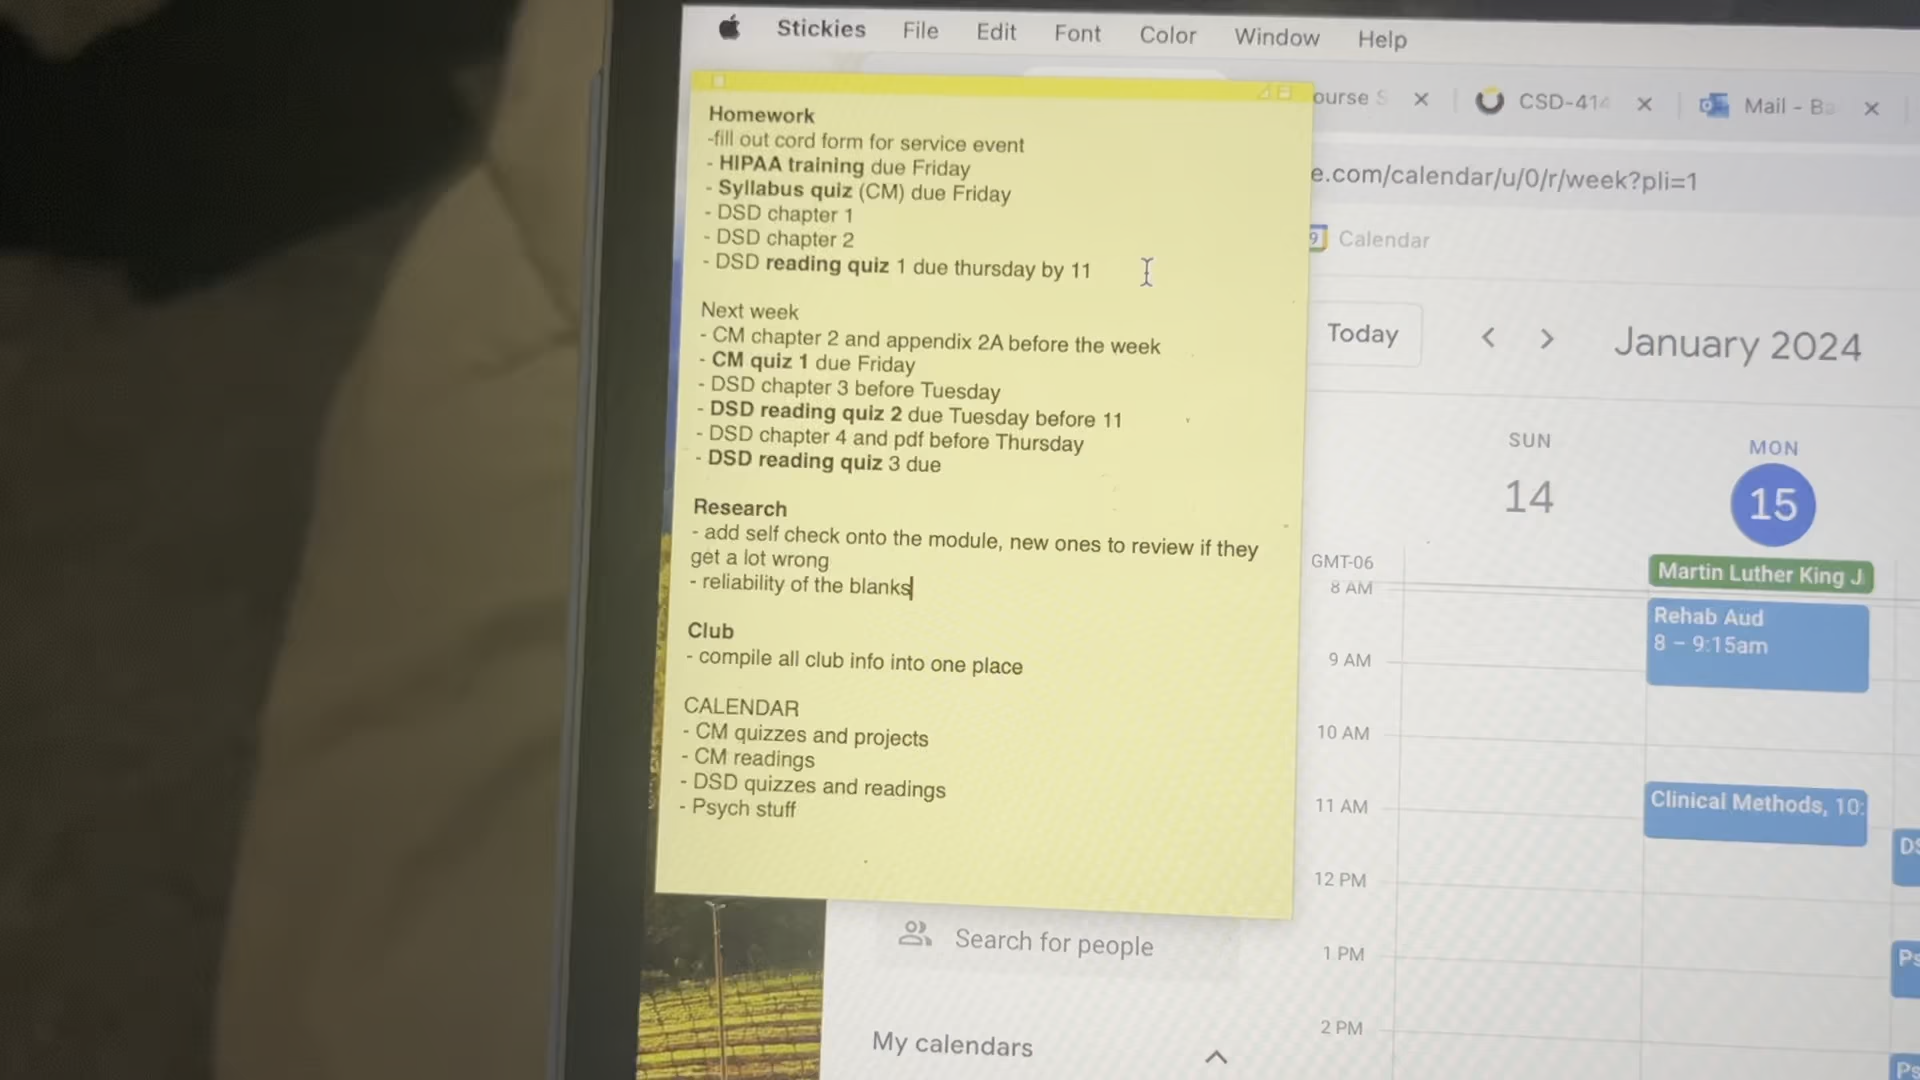 Stickies File Edit Font Color Window Help
Homework
-fill out cord form for service event
- HIPAA training due Friday
- Syllabus quiz (CM) due Friday
- DSD chapter 1
- DSD chapter 2
- DSD reading quiz 1 due thursday by 11
Next week
- CM chapter 2 and appendix 2A before the week
- CM quiz 1 due Friday
- DSD chapter 3 before Tuesday
- DSD reading quiz 2 due Tuesday before 11
- DSD chapter 4 and pdf before Thursday
- DSD reading quiz 3 due
Research
- add self check onto the module, new ones to review if they
get a lot wrong
- reliability of the blanks
Club
- compile all club info into one place
CALENDAR
- CM quizzes and projects
- CM readings
- DSD quizzes and readings
- Psych stuff
ourse S CSD-414 Mail - Ba
e.com/calendar/u/0/r/week?pli=1
9 Calendar
Today < > January 2024
SUN MON
14 15
GMT-06
Martin Luther King J
8 AM
Rehab Aud
8 – 9:15am
9 AM
10 AM
11 AM
Clinical Methods, 10:
DS
12 PM
1 PM
Ps
2 PM
Ps
Search for people
My calendars